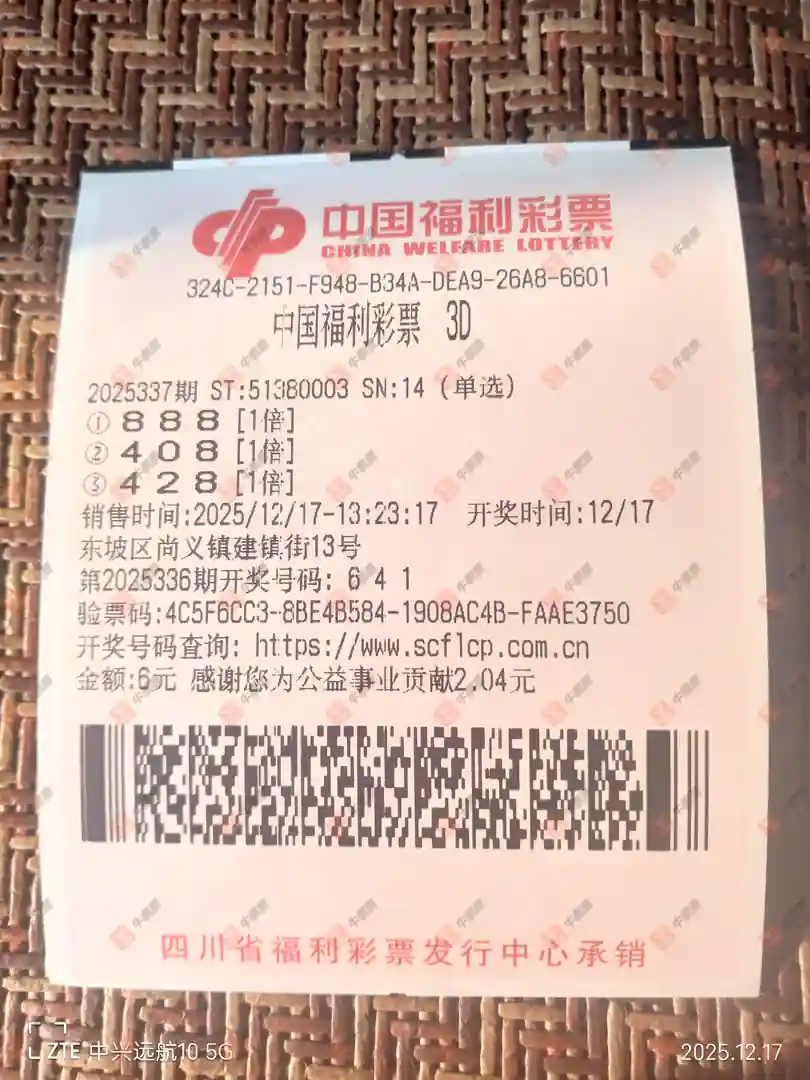 中国福利彩票
CHINA WELFARE LOTTERY
324C-2151-F948-B34A-DEA9-26A8-6601
中国福利彩票 3D
2025337期 ST:51380003 SN:14 (单选)
① 8 8 8 [1倍]
② 4 0 8 [1倍]
③ 4 2 8 [1倍]
销售时间:2025/12/17-13:23:17 开奖时间:12/17
东坡区尚义镇建镇街13号
第2025336期开奖号码: 6 4 1
验票码:4C5F6CC3-8BE4B584-1908AC4B-FAAE3750
开奖号码查询: https://www.scflcp.com.cn
金额:6元 感谢您为公益事业贡献2.04元
四川省福利彩票发行中心承销
ZTE 中兴远航10 5G
2025.12.17